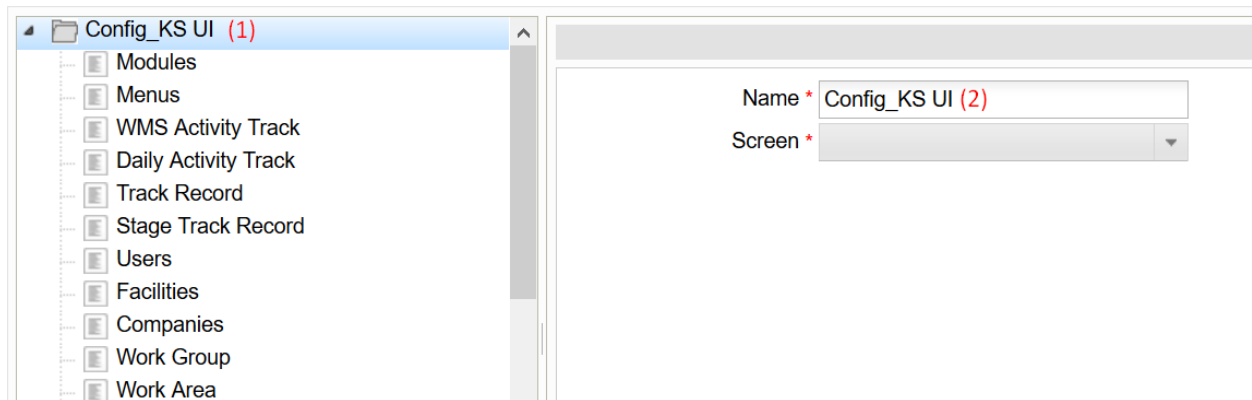 Config_KS UI (1)
Modules
Menus
WMS Activity Track
Daily Activity Track
Track Record
Stage Track Record
Users
Facilities
Companies
Work Group
Work Area
Name * Config_KS UI (2)
Screen *